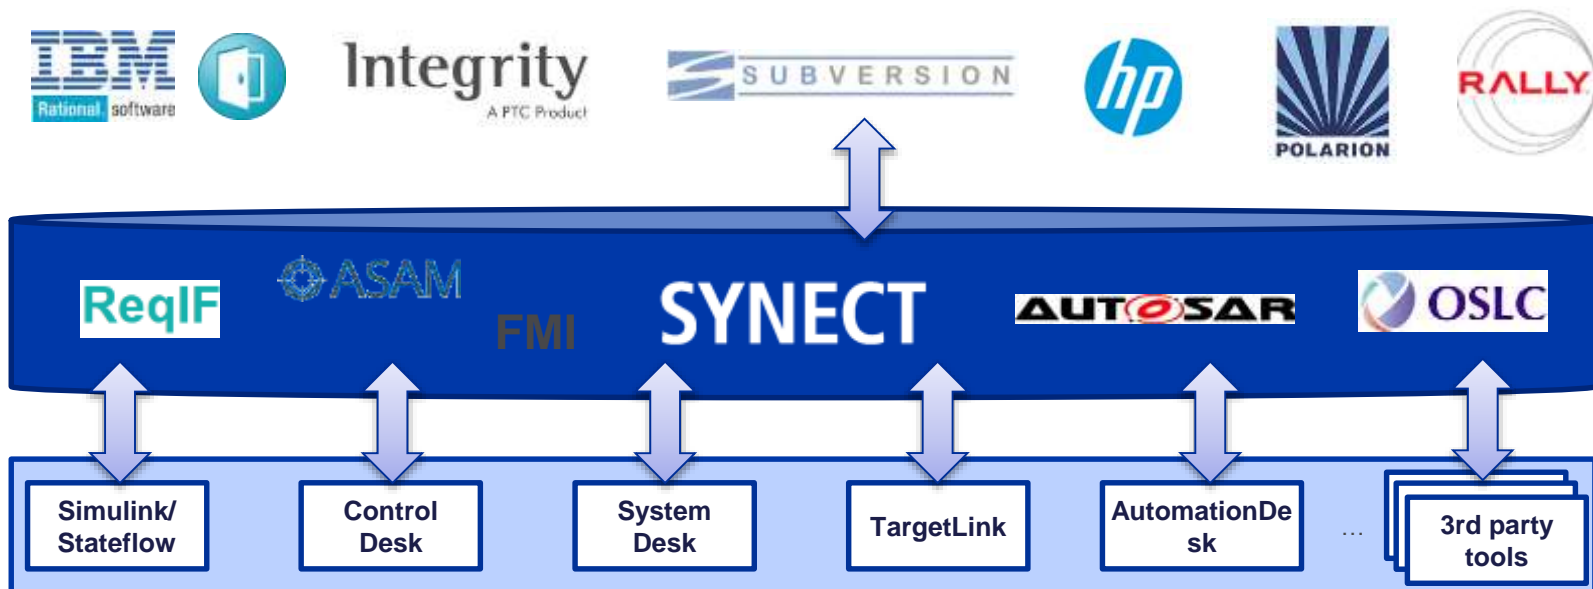 IBM
Rational software
Integrity
A PTC Product
SUBVERSION
hp
POLARION
RALLY
ReqIF
ASAM
FMI
SYNECT
AUTOSAR
OSLC
Simulink/
Stateflow
Control
Desk
System
Desk
TargetLink
AutomationDe
sk
...
3rd party
tools